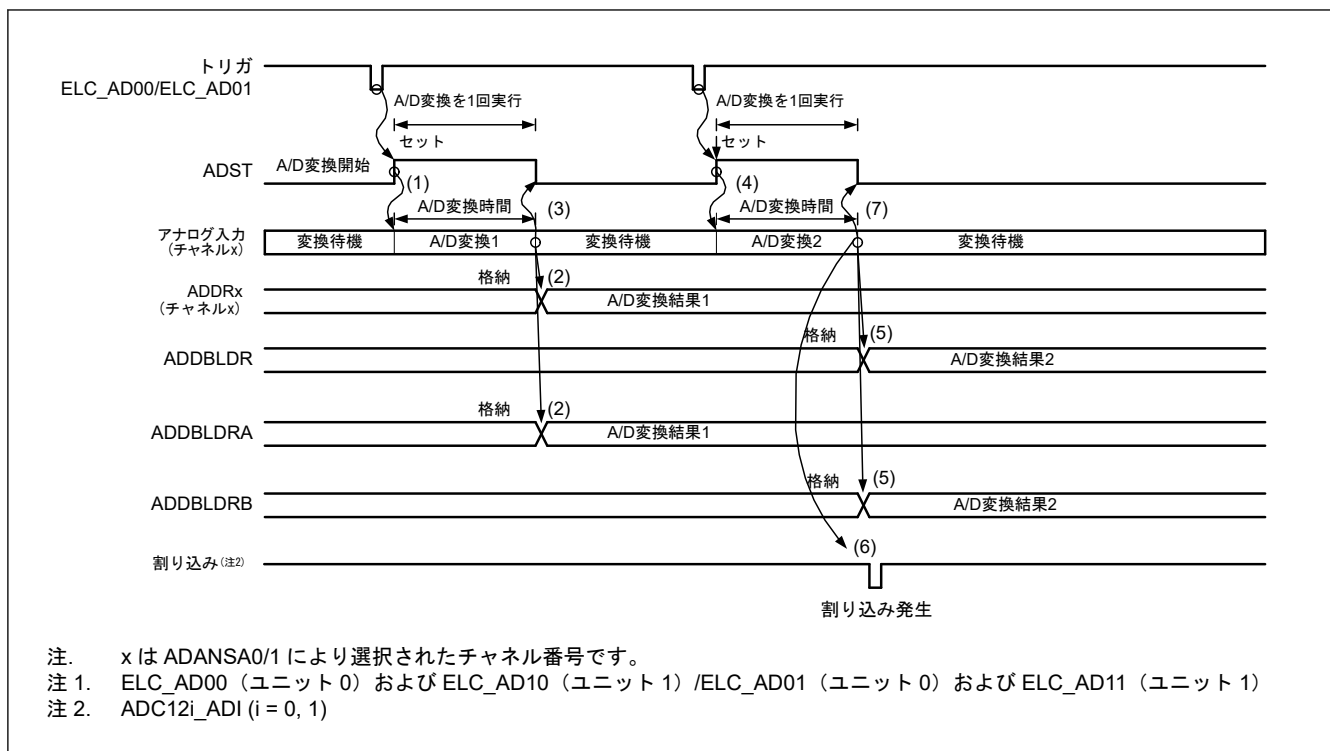 トリガ
ELC_AD00/ELC_AD01
A/D変換を1回実行
A/D変換を1回実行
セット
セット
ADST
A/D変換開始
(1)
(3)
(4)
(7)
A/D変換時間
A/D変換時間
アナログ入力
(チャネルx)
変換待機
A/D変換1
変換待機
A/D変換2
変換待機
ADDRx
(チャネルx)
格納
(2)
A/D変換結果1
ADDBLDR
格納
(5)
A/D変換結果2
ADDBLDRA
格納
(2)
A/D変換結果1
ADDBLDRB
格納
(5)
A/D変換結果2
割り込み(注2)
(6)
割り込み発生
注. x は ADANSA0/1 により選択されたチャネル番号です。
注 1. ELC_AD00（ユニット 0）および ELC_AD10（ユニット 1）/ELC_AD01（ユニット 0）および ELC_AD11（ユニット 1）
注 2. ADC12i_ADI (i = 0, 1)